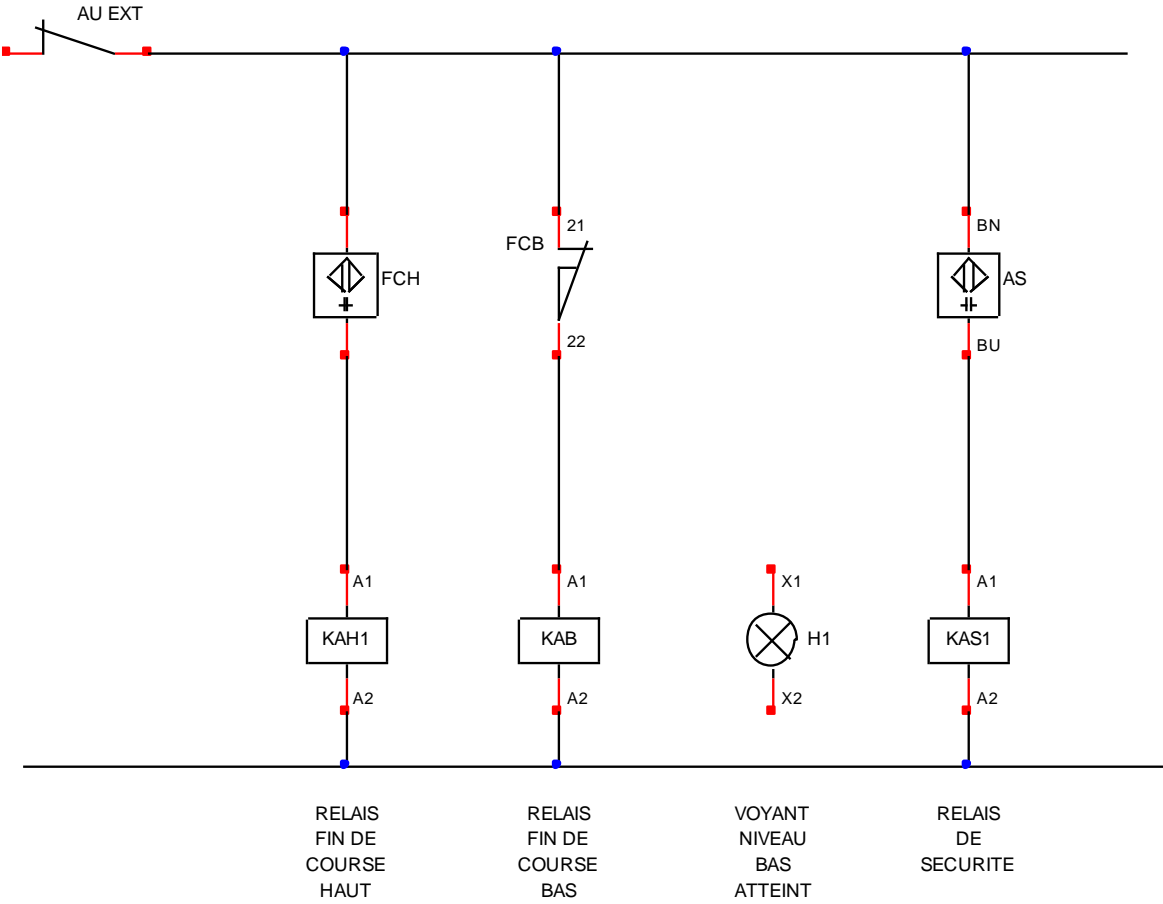 AU EXT
21
BN
FCB
FCH
AS
22
BU
A1
A1
X1
A1
KAH1
KAB
H1
KAS1
A2
A2
X2
A2
RELAIS
FIN DE
COURSE
HAUT
RELAIS
FIN DE
COURSE
BAS
VOYANT
NIVEAU
BAS
ATTEINT
RELAIS
DE
SECURITE